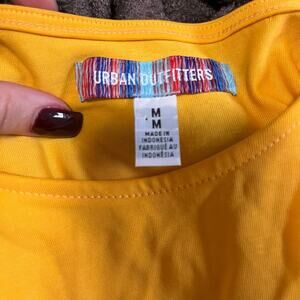 URBAN OUTFITTERS
M
M
MADE IN
INDONESIA
FABRIQUÉ AU
INDONÉSIA